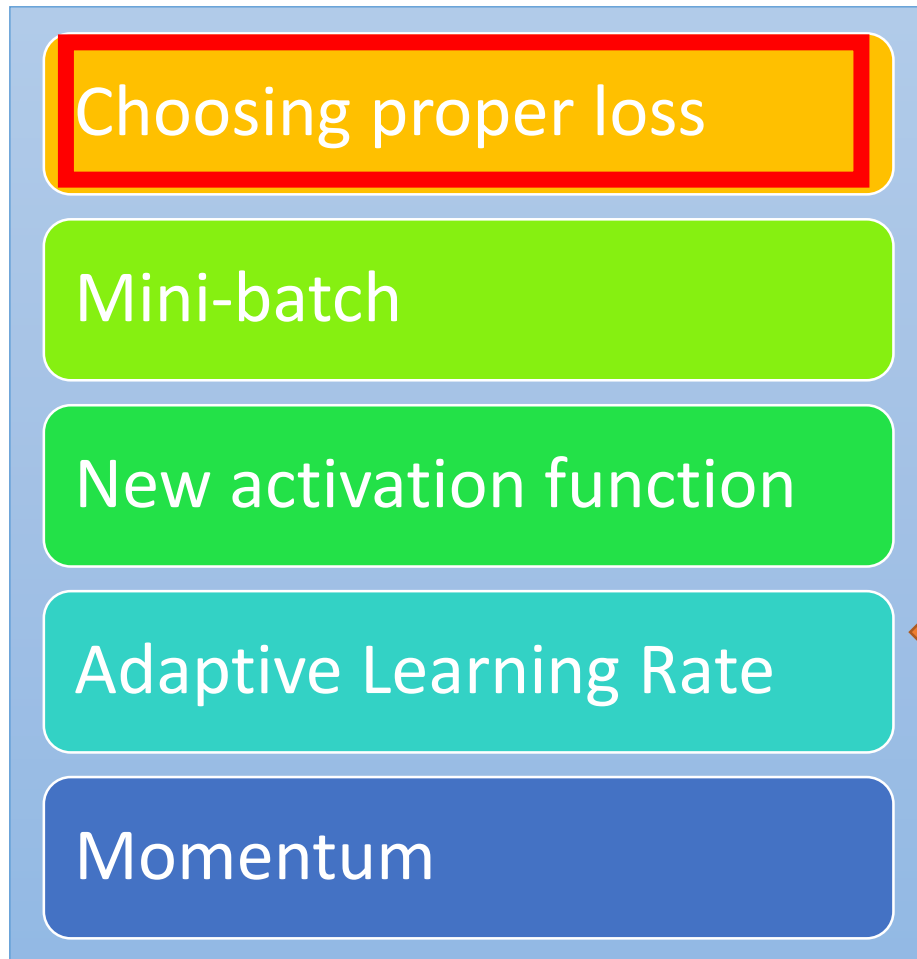 Choosing proper loss
Mini-batch
New activation function
Adaptive Learning Rate
Momentum